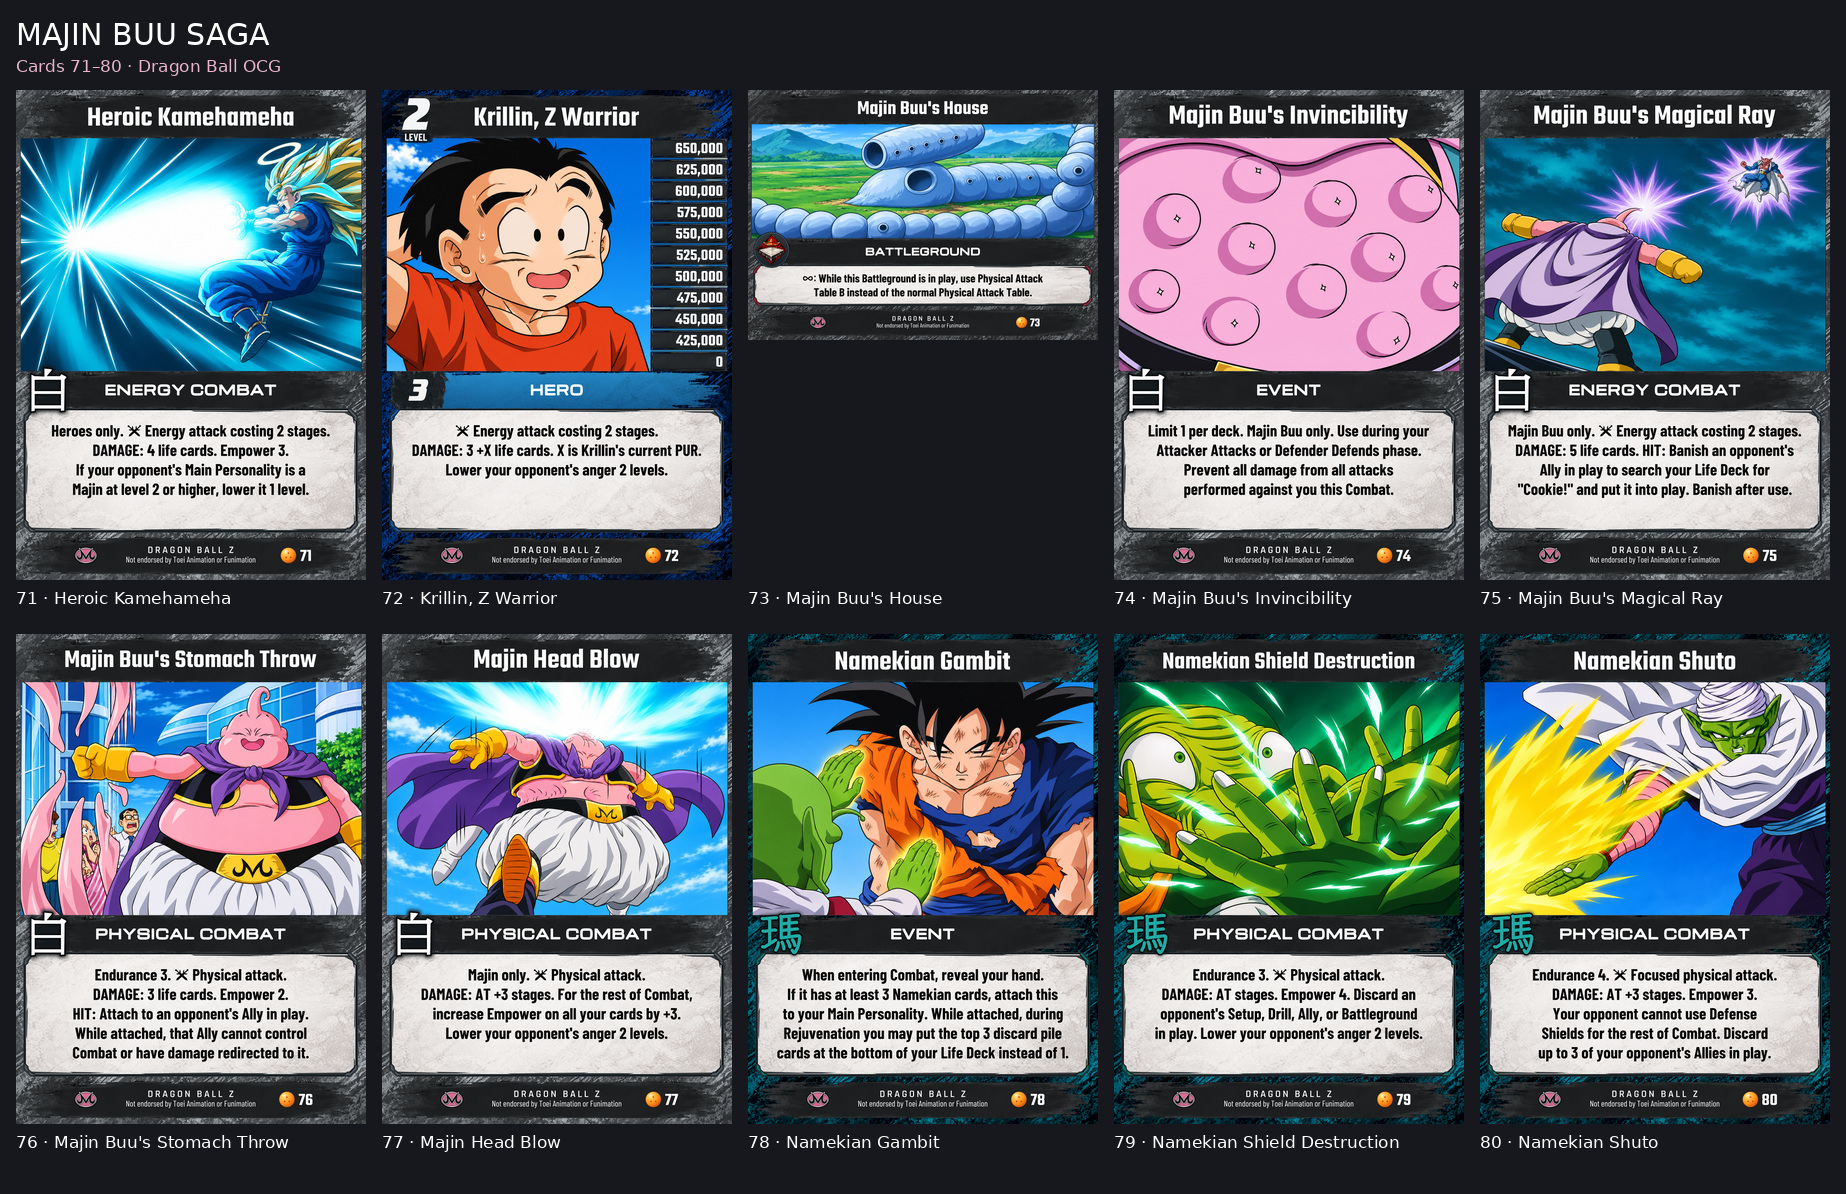 MAJIN BUU SAGA
Cards 71–80 · Dragon Ball OCG
Heroic Kamehameha
白
ENERGY COMBAT
Heroes only. Energy attack costing 2 stages.
DAMAGE: 4 life cards. Empower 3.
If your opponent's Main Personality is a
Majin at level 2 or higher, lower it 1 level.
DRAGON BALL Z
Not endorsed by Toei Animation or Funimation
71
71 · Heroic Kamehameha
2
LEVEL
Krillin, Z Warrior
650,000
625,000
600,000
575,000
550,000
525,000
500,000
475,000
450,000
425,000
0
3
HERO
Energy attack costing 2 stages.
DAMAGE: 3 +X life cards. X is Krillin's current PUR.
Lower your opponent's anger 2 levels.
DRAGON BALL Z
Not endorsed by Toei Animation or Funimation
72
72 · Krillin, Z Warrior
Majin Buu's House
BATTLEGROUND
∞: While this Battleground is in play, use Physical Attack
Table B instead of the normal Physical Attack Table.
DRAGON BALL Z
Not endorsed by Toei Animation or Funimation
73
73 · Majin Buu's House
Majin Buu's Invincibility
白
EVENT
Limit 1 per deck. Majin Buu only. Use during your
Attacker Attacks or Defender Defends phase.
Prevent all damage from all attacks
performed against you this Combat.
DRAGON BALL Z
Not endorsed by Toei Animation or Funimation
74
74 · Majin Buu's Invincibility
Majin Buu's Magical Ray
白
ENERGY COMBAT
Majin Buu only. Energy attack costing 2 stages.
DAMAGE: 5 life cards. HIT: Banish an opponent's
Ally in play to search your Life Deck for
"Cookie!" and put it into play. Banish after use.
DRAGON BALL Z
Not endorsed by Toei Animation or Funimation
75
75 · Majin Buu's Magical Ray
Majin Buu's Stomach Throw
白
PHYSICAL COMBAT
Endurance 3. Physical attack.
DAMAGE: 3 life cards. Empower 2.
HIT: Attach to an opponent's Ally in play.
While attached, that Ally cannot control
Combat or have damage redirected to it.
DRAGON BALL Z
Not endorsed by Toei Animation or Funimation
76
76 · Majin Buu's Stomach Throw
Majin Head Blow
白
PHYSICAL COMBAT
Majin only. Physical attack.
DAMAGE: AT +3 stages. For the rest of Combat,
increase Empower on all your cards by +3.
Lower your opponent's anger 2 levels.
DRAGON BALL Z
Not endorsed by Toei Animation or Funimation
77
77 · Majin Head Blow
Namekian Gambit
瑪
EVENT
When entering Combat, reveal your hand.
If it has at least 3 Namekian cards, attach this
to your Main Personality. While attached, during
Rejuvenation you may put the top 3 discard pile
cards at the bottom of your Life Deck instead of 1.
DRAGON BALL Z
Not endorsed by Toei Animation or Funimation
78
78 · Namekian Gambit
Namekian Shield Destruction
瑪
PHYSICAL COMBAT
Endurance 3. Physical attack.
DAMAGE: AT stages. Empower 4. Discard an
opponent's Setup, Drill, Ally, or Battleground
in play. Lower your opponent's anger 2 levels.
DRAGON BALL Z
Not endorsed by Toei Animation or Funimation
79
79 · Namekian Shield Destruction
Namekian Shuto
瑪
PHYSICAL COMBAT
Endurance 4. Focused physical attack.
DAMAGE: AT +3 stages. Empower 3.
Your opponent cannot use Defense
Shields for the rest of Combat. Discard
up to 3 of your opponent's Allies in play.
DRAGON BALL Z
Not endorsed by Toei Animation or Funimation
80
80 · Namekian Shuto